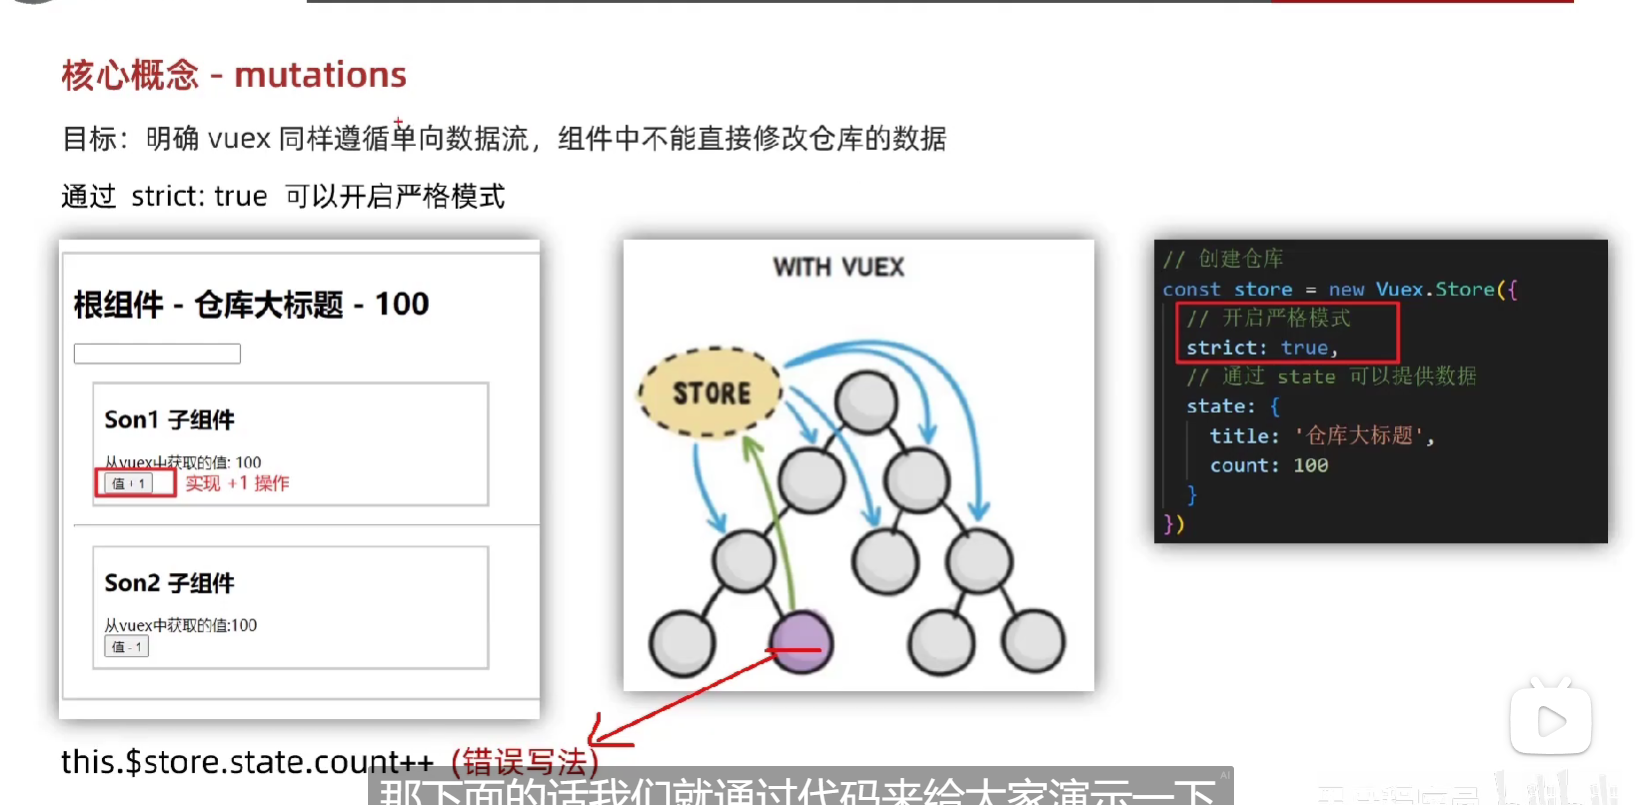 核心概念 - mutations
目标：明确 vuex 同样遵循单向数据流，组件中不能直接修改仓库的数据
通过 strict: true 可以开启严格模式
根组件 - 仓库大标题 - 100
Son1 子组件
从vuex中获取的值: 100
值 + 1
实现 +1 操作
Son2 子组件
从vuex中获取的值:100
值 - 1
WITH VUEX
STORE
// 创建仓库
const store = new Vuex.Store({
// 开启严格模式
strict: true,
// 通过 state 可以提供数据
state: {
title: '仓库大标题',
count: 100
}
})
this.$store.state.count++ (错误写法)
那下面的话我们就通过代码来给大家演示一下
AI